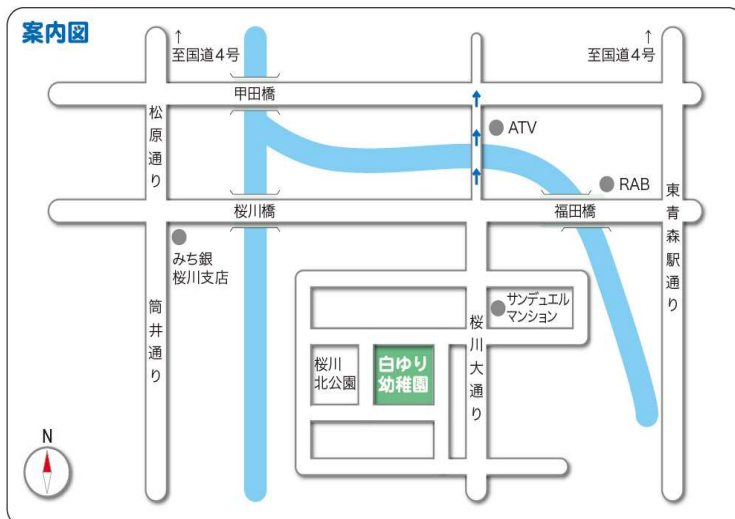 案内図
↑
至国道4号
↑
至国道4号
甲田橋
松原通り
ATV
RAB
桜川橋
福田橋
東青森駅通り
みち銀
桜川支店
筒井通り
サンデュエル
マンション
桜川大通り
桜川
北公園
白ゆり
幼稚園
N